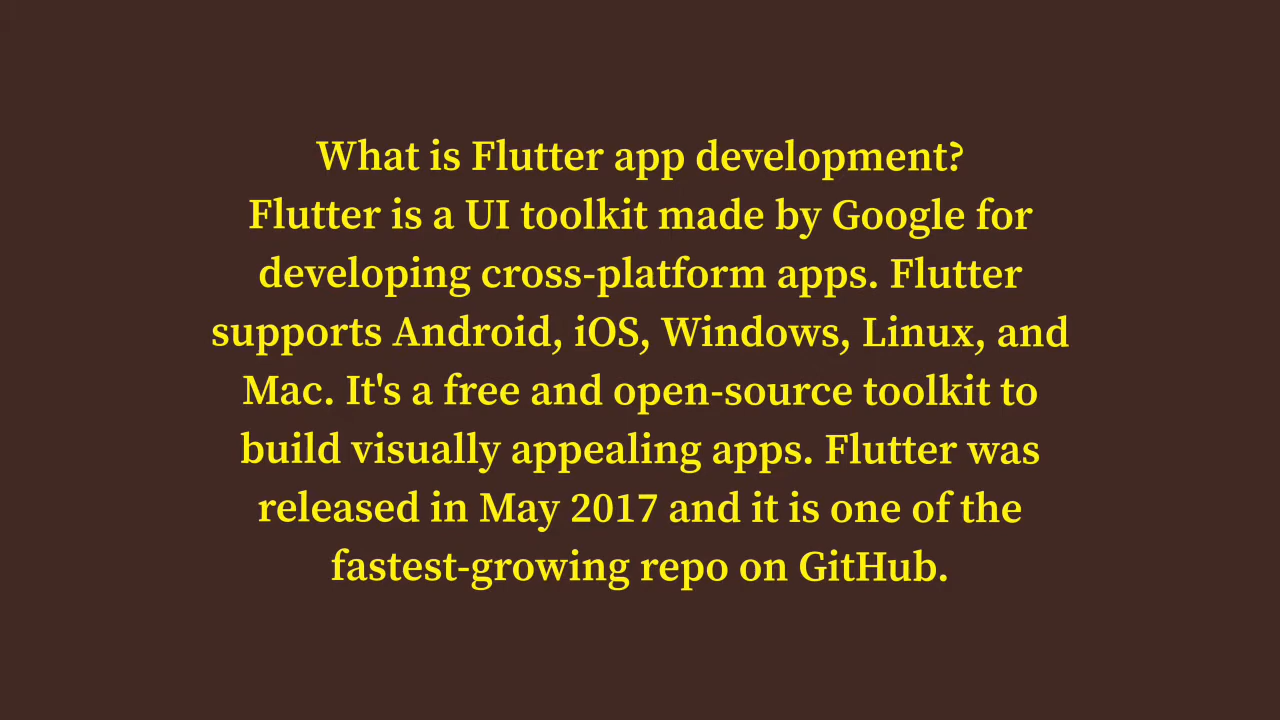 What is Flutter app development?
Flutter is a UI toolkit made by Google for
developing cross-platform apps. Flutter
supports Android, iOS, Windows, Linux, and
Mac. It's a free and open-source toolkit to
build visually appealing apps. Flutter was
released in May 2017 and it is one of the
fastest-growing repo on GitHub.